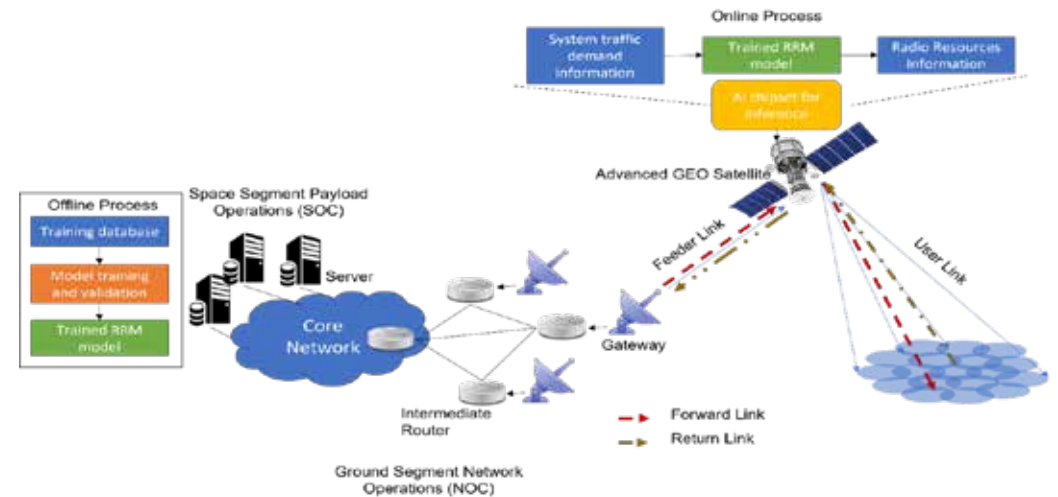 Online Process
System traffic
demand
information
Trained RRM
model
Radio Resources
Information
AI chipset for
inference
Advanced GEO Satellite
Offline Process
Training database
Model training
and validation
Trained RRM
model
Space Segment Payload
Operations (SOC)
Server
Core
Network
Feeder Link
User Link
Gateway
Intermediate
Router
Forward Link
Return Link
Ground Segment Network
Operations (NOC)